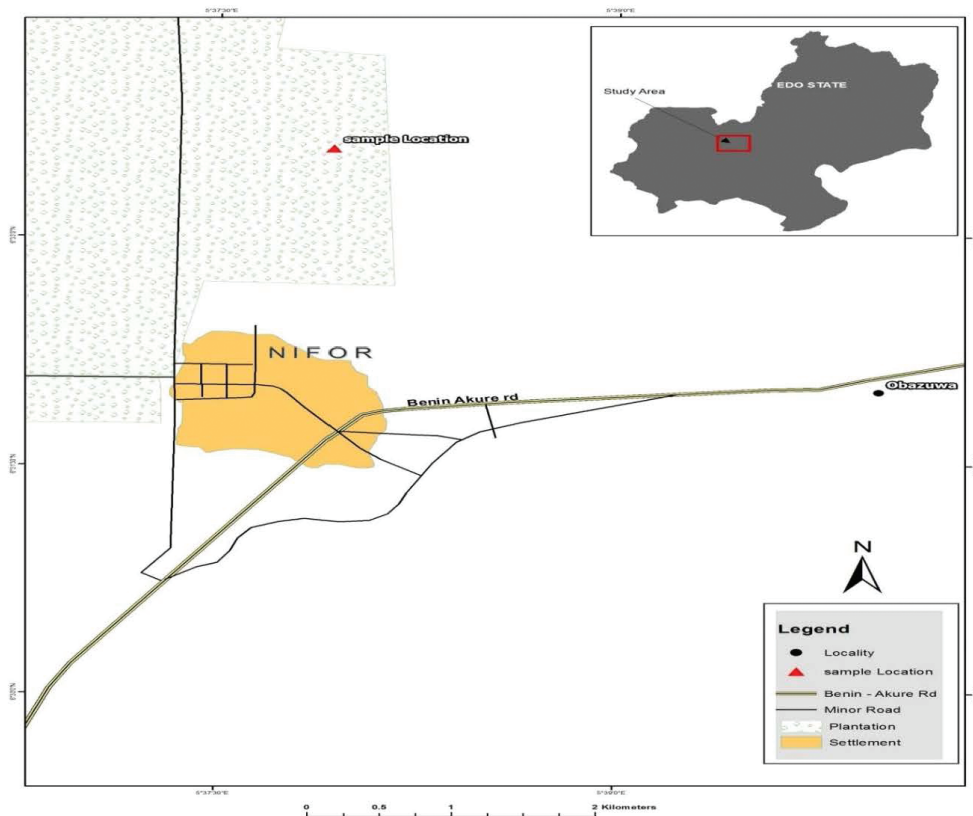 5°37'30"E 5°39'0"E
EDO STATE
Study Area
sample Location
NIFOR
Benin Akure rd
Obazuwa
N
Legend
Locality
sample Location
Benin - Akure Rd
Minor Road
Plantation
Settlement
5°37'30"E 5°39'0"E
0 0.5 1 2 Kilometers